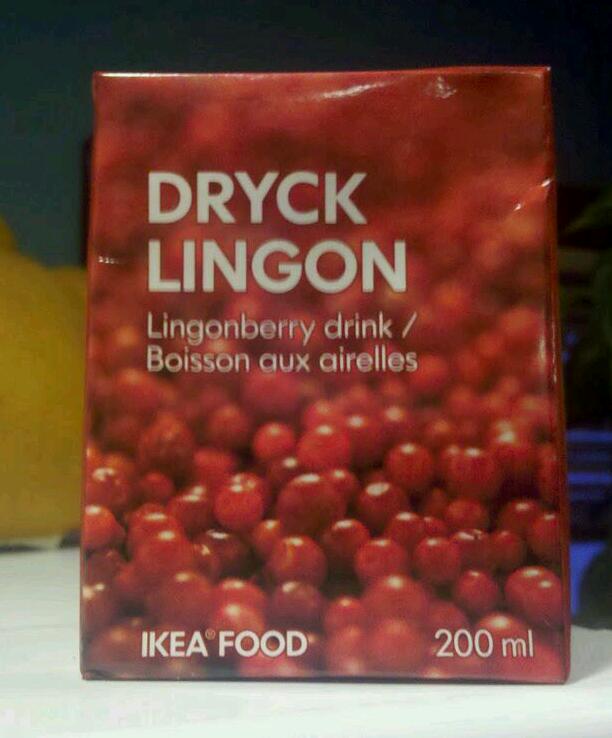 DRYCK
LINGON
Lingonberry drink /
Boisson aux airelles
IKEA® FOOD
200 ml